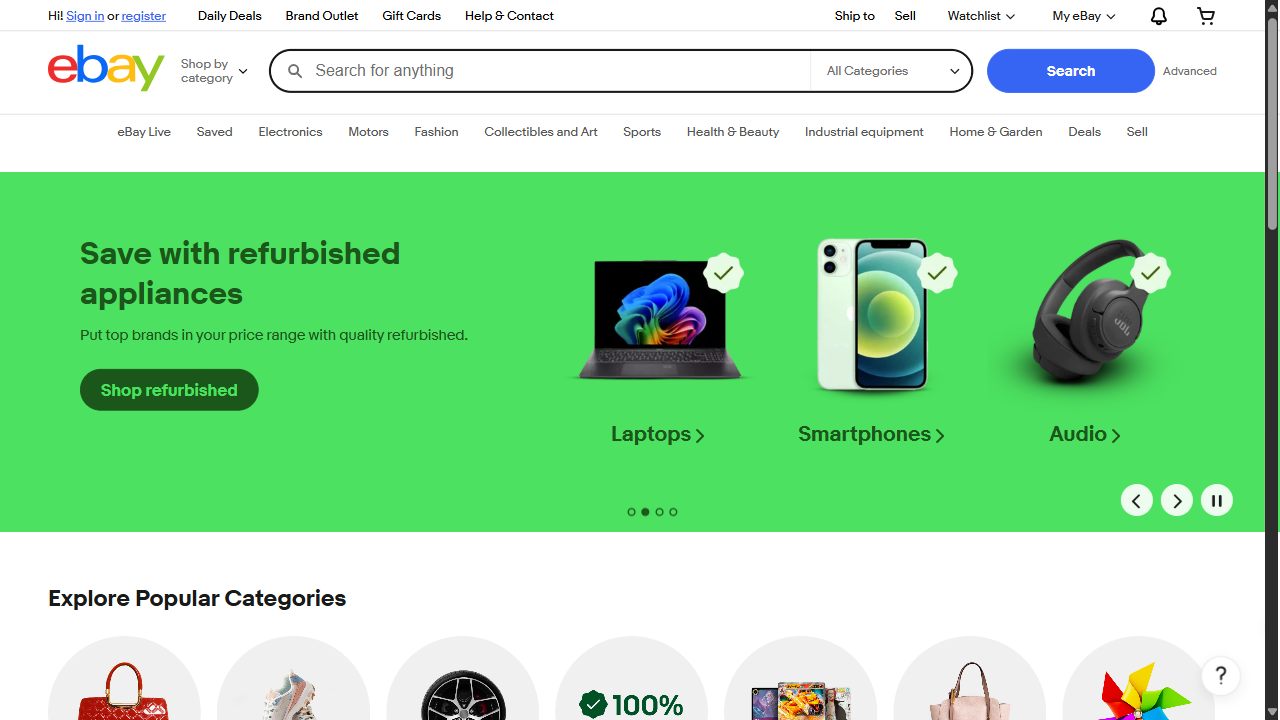 Hi! Sign in or register
Daily Deals
Brand Outlet
Gift Cards
Help & Contact
Ship to
Sell
Watchlist
My eBay
ebay
Shop by
category
Search for anything
All Categories
Search
Advanced
eBay Live
Saved
Electronics
Motors
Fashion
Collectibles and Art
Sports
Health & Beauty
Industrial equipment
Home & Garden
Deals
Sell
Save with refurbished
appliances
Put top brands in your price range with quality refurbished.
Shop refurbished
JBL
Laptops
Smartphones
Audio
Explore Popular Categories
100%
?